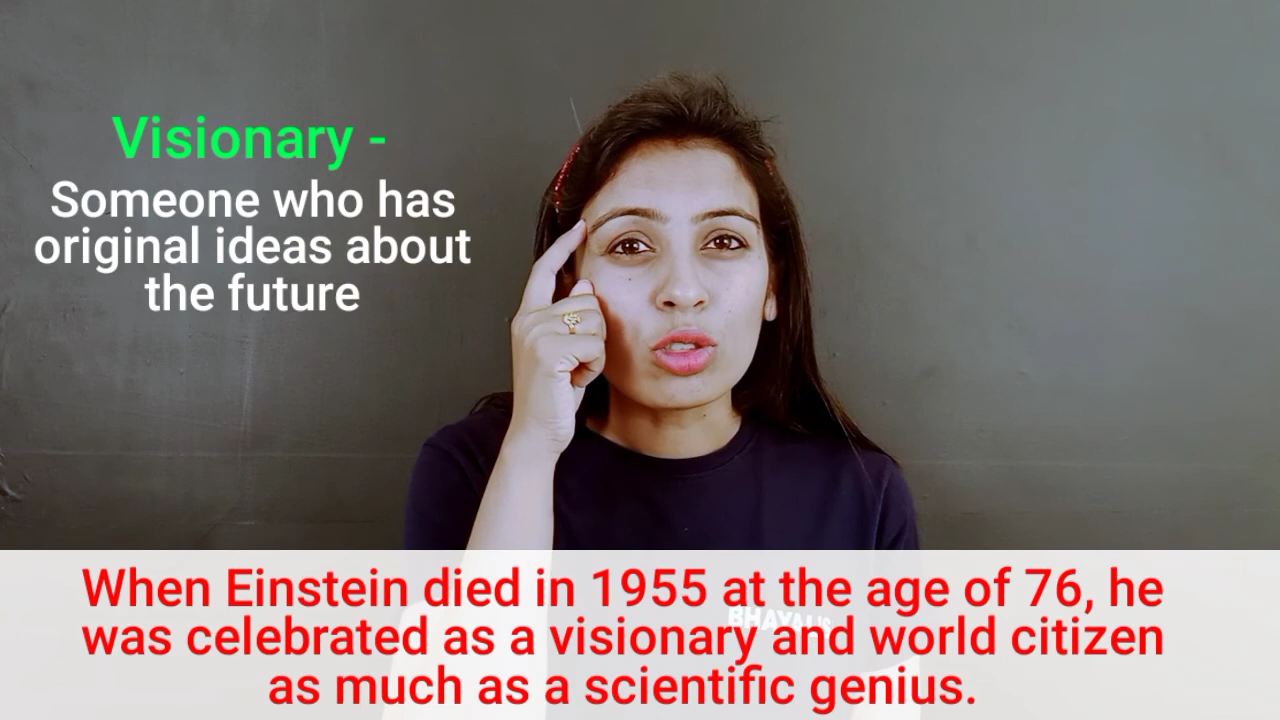 Visionary -
Someone who has
original ideas about
the future
When Einstein died in 1955 at the age of 76, he
was celebrated as a visionary and world citizen
as much as a scientific genius.